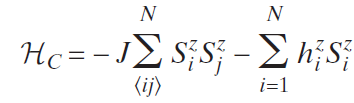 ℋ_C = − J ∑_{⟨ij⟩}^{N} S_i^z S_j^z − ∑_{i=1}^{N} h_i^z S_i^z